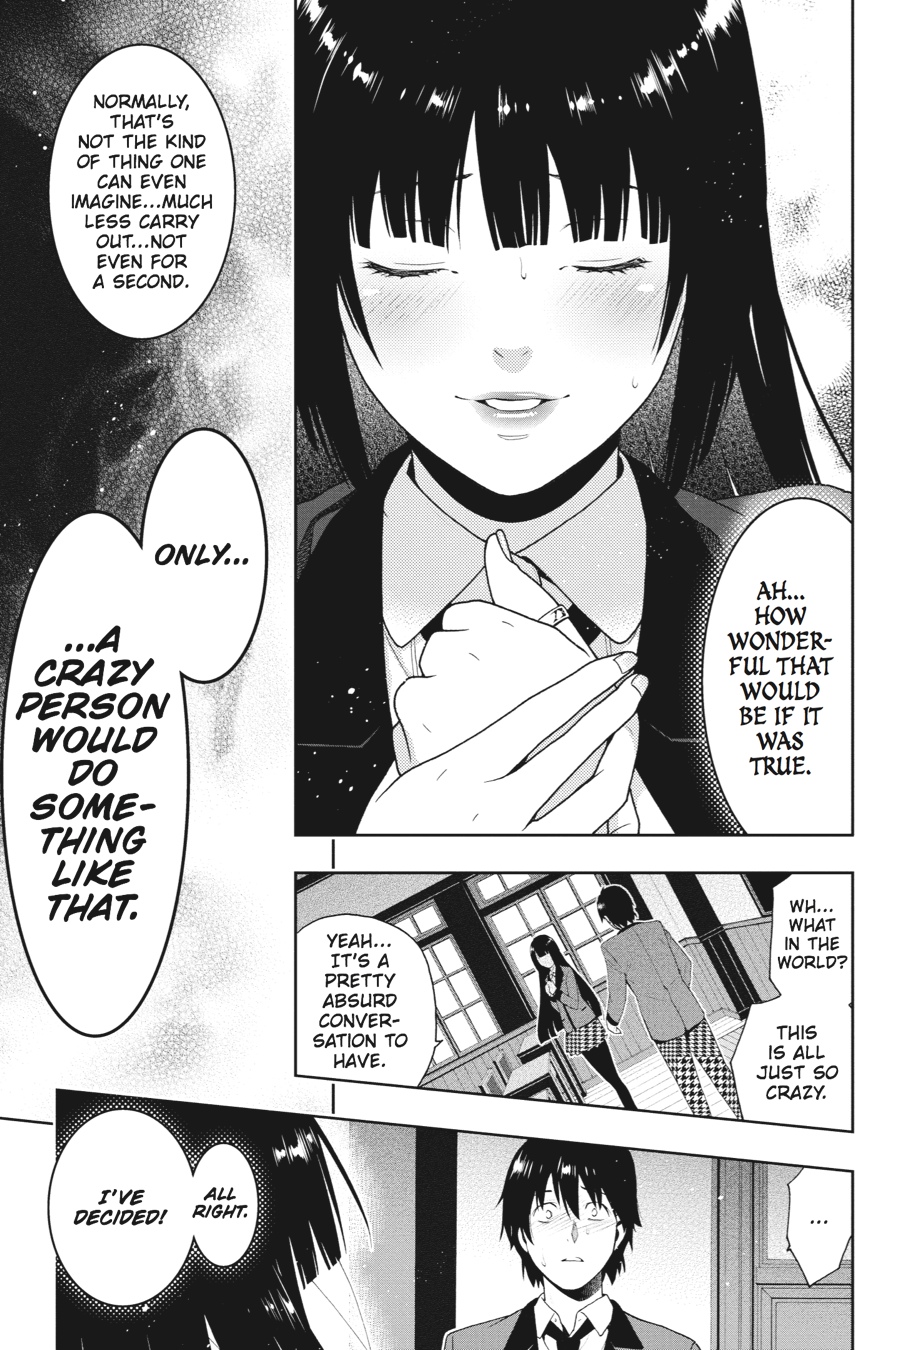 AH...
HOW
WONDER-
FUL THAT
WOULD
BE IF IT
WAS
TRUE.
NORMALLY,
THAT'S
NOT THE KIND
OF THING ONE
CAN EVEN
IMAGINE...MUCH
LESS CARRY
OUT...NOT
EVEN FOR
A SECOND.
ONLY...
...A
CRAZY
PERSON
WOULD
DO
SOME-
THING
LIKE
THAT.
WH...
WHAT
IN THE
WORLD?
THIS
IS ALL
JUST SO
CRAZY.
YEAH...
IT'S A
PRETTY
ABSURD
CONVER-
SATION TO
HAVE.
...
ALL
RIGHT.
I'VE
DECIDED!